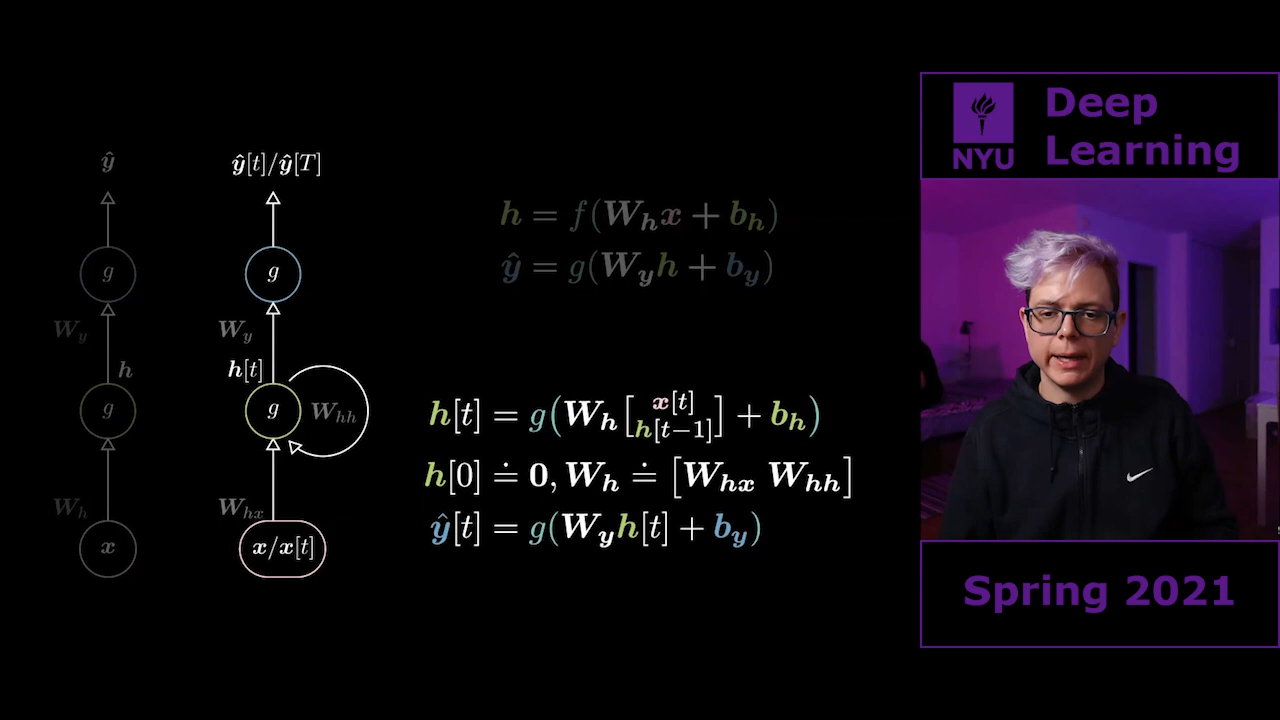 ŷ
g
W_y
h
g
W_h
x
ŷ[t]/ŷ[T]
g
W_y
h[t]
g
W_hh
W_hx
x/x[t]
h = f(W_h x + b_h)
ŷ = g(W_y h + b_y)
h[t] = g(W_h [x[t]
h[t−1]] + b_h)
h[0] ≐ 0, W_h ≐ [W_hx W_hh]
ŷ[t] = g(W_y h[t] + b_y)
NYU
Deep
Learning
Spring 2021